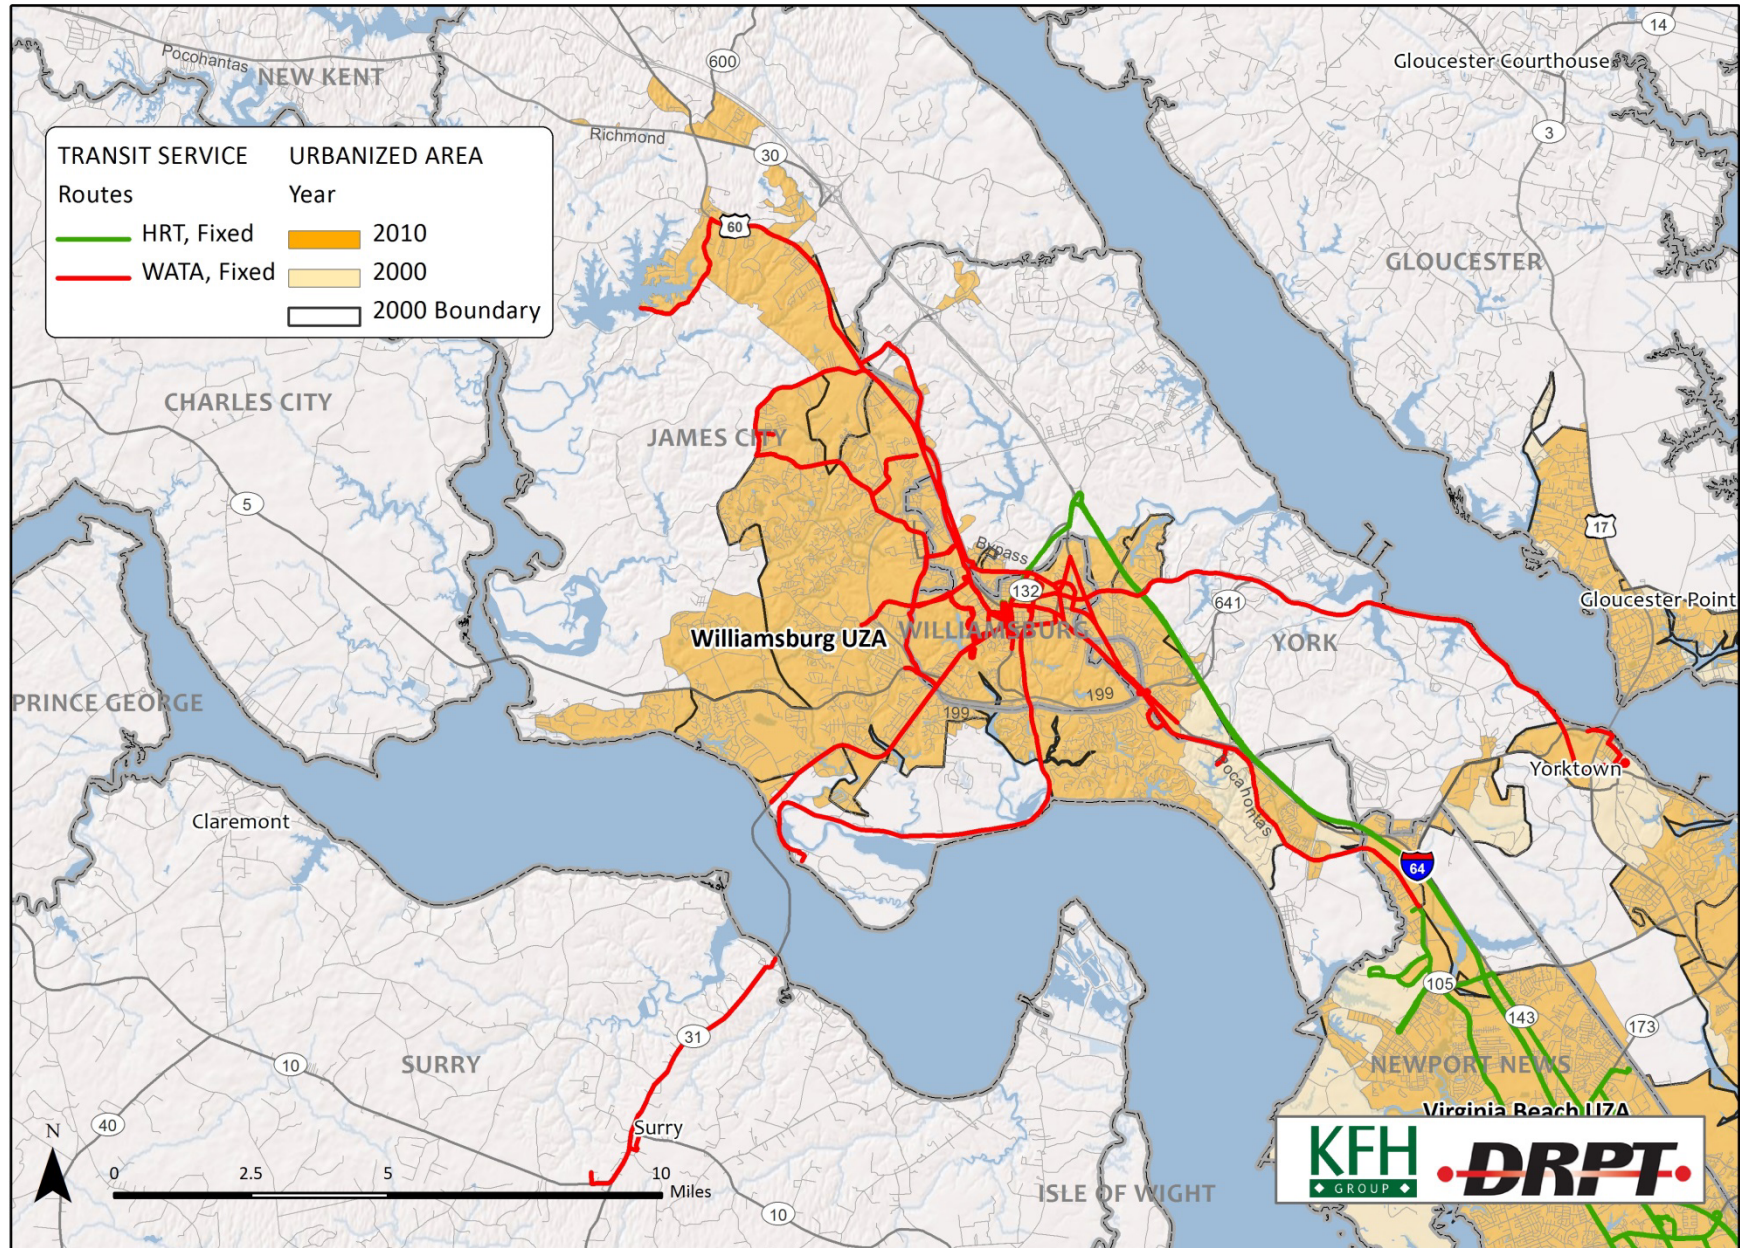 14
Pocohontas
NEW KENT
600
Gloucester Courthouse
TRANSIT SERVICE
URBANIZED AREA
Routes
Year
HRT, Fixed
2010
WATA, Fixed
2000
2000 Boundary
Richmond
30
3
60
GLOUCESTER
CHARLES CITY
JAMES CITY
5
17
Bypass
132
641
Gloucester Point
Williamsburg UZA
WILLIAMSBURG
YORK
PRINCE GEORGE
199
199
Yorktown
Pocahontas
Claremont
64
105
143
31
173
10
SURRY
NEWPORT NEWS
Virginia Beach UZA
40
Surry
N
0
2.5
5
10
Miles
ISLE OF WIGHT
10
KFH
GROUP
DRPT